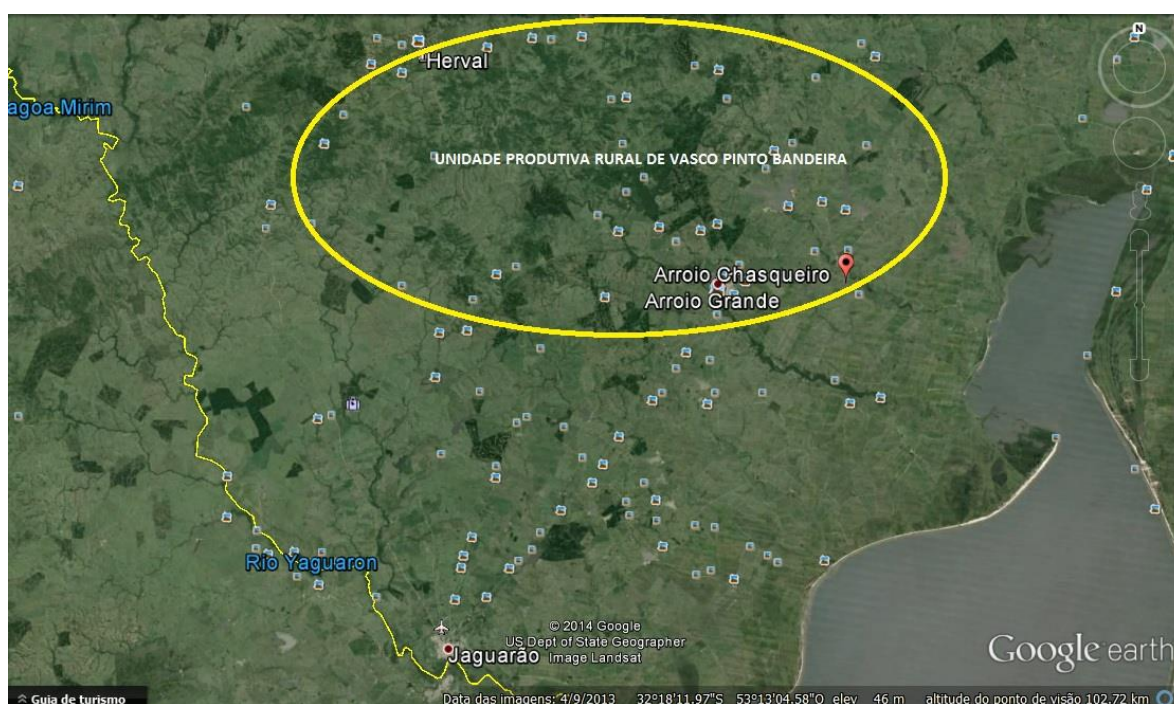 N
Herval
agoa Mirim
UNIDADE PRODUTIVA RURAL DE VASCO PINTO BANDEIRA
Arroio Chasqueiro
Arroio Grande
Río Yaguaron
© 2014 Google
US Dept of State Geographer
Image Landsat
Jaguarão
Google earth
Guia de turismo
Data das imagens: 4/9/2013 32°18'11.97"S 53°13'04.58"O elev 46 m altitude do ponto de visão 102.72 km